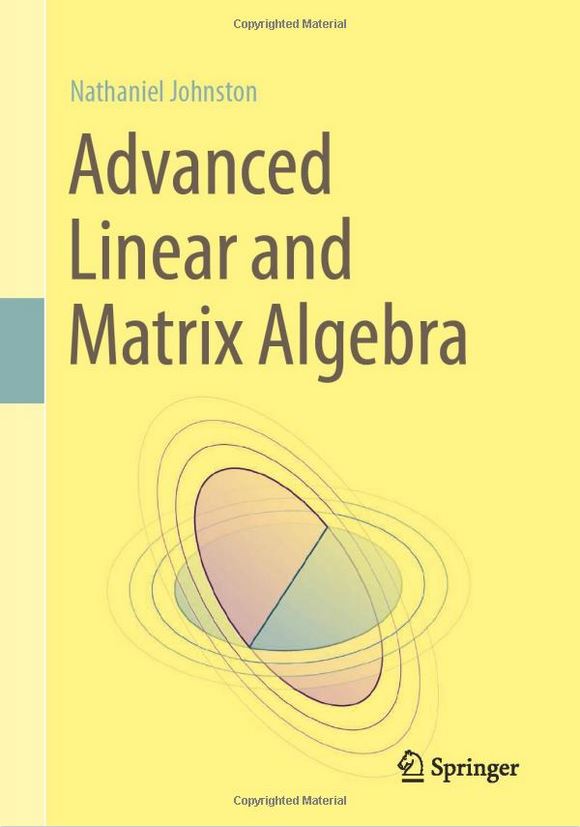 Copyrighted Material
Nathaniel Johnston
Advanced
Linear and
Matrix Algebra
Springer
Copyrighted Material